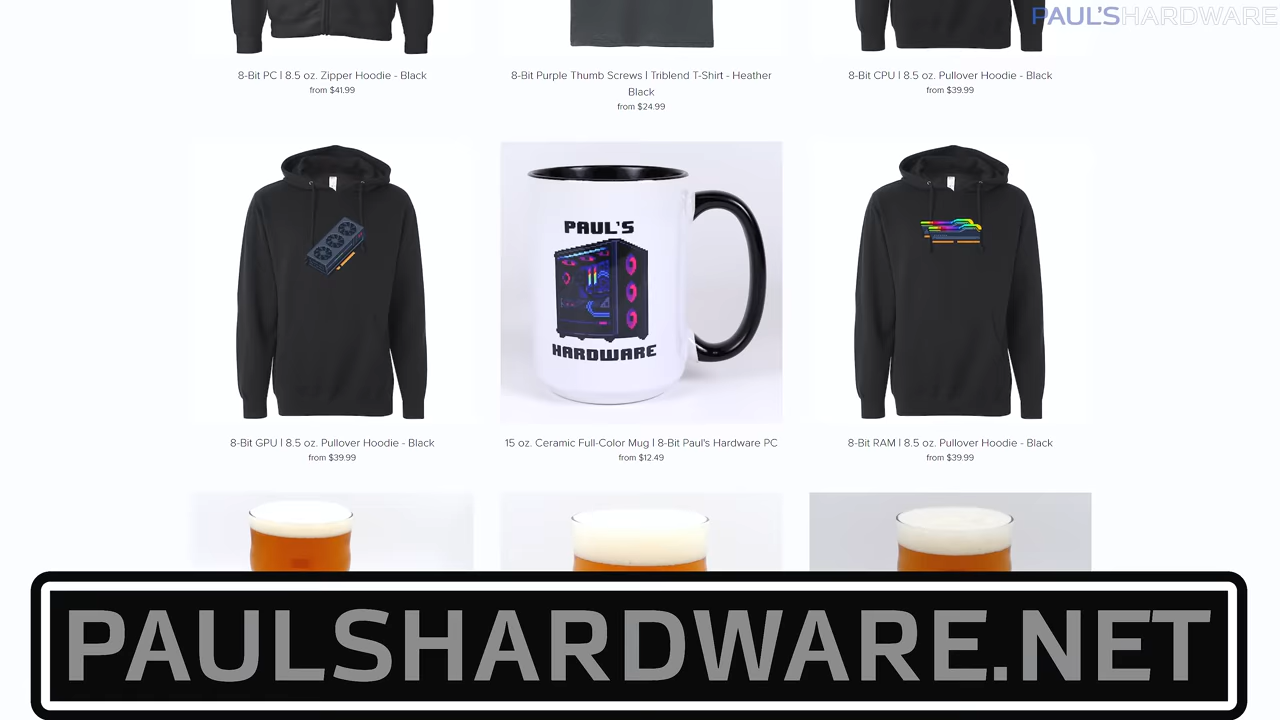 PAUL'SHARDWARE
8-Bit PC | 8.5 oz. Zipper Hoodie - Black
from $41.99
8-Bit Purple Thumb Screws | Triblend T-Shirt - Heather
Black
from $24.99
8-Bit CPU | 8.5 oz. Pullover Hoodie - Black
from $39.99
PAUL'S
HARDWARE
8-Bit GPU | 8.5 oz. Pullover Hoodie - Black
from $39.99
15 oz. Ceramic Full-Color Mug | 8-Bit Paul's Hardware PC
from $12.49
8-Bit RAM | 8.5 oz. Pullover Hoodie - Black
from $39.99
PAULSHARDWARE.NET